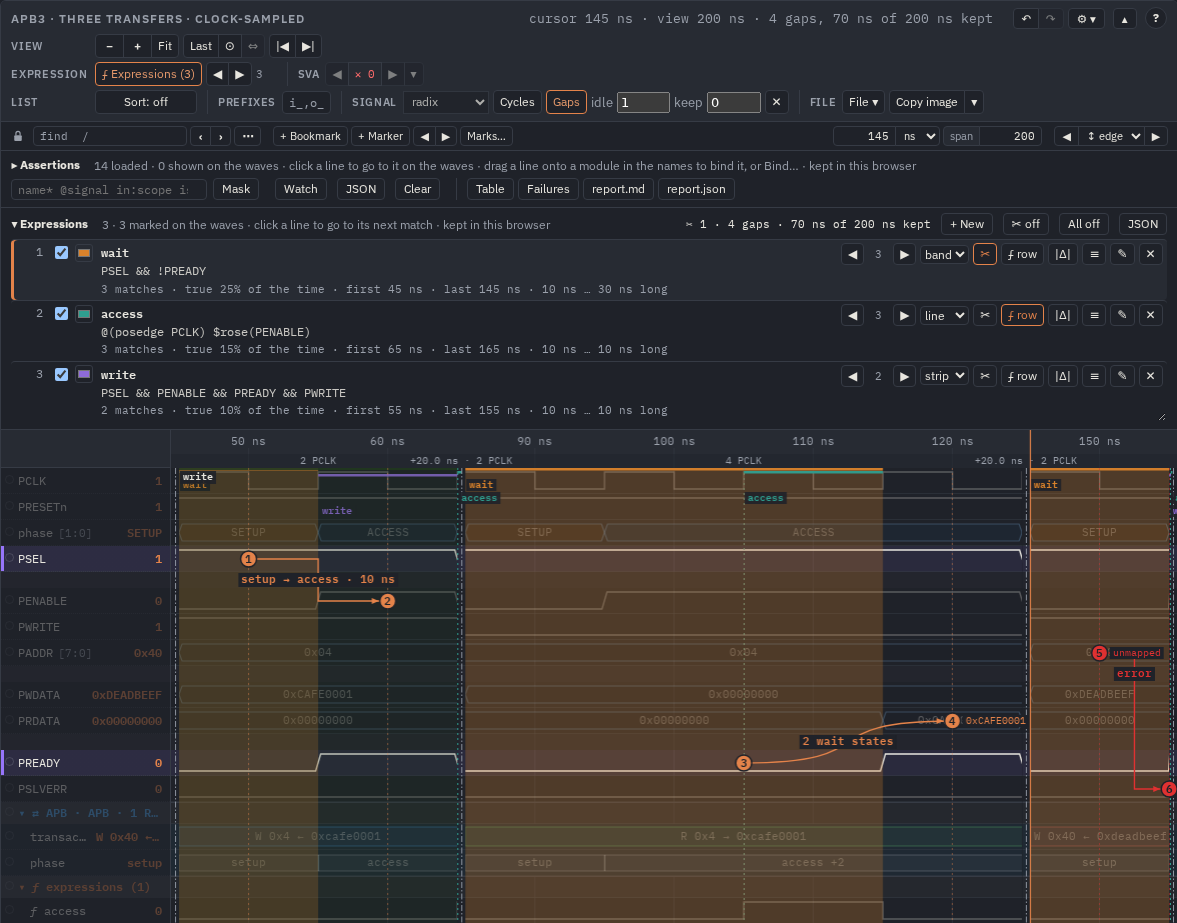 APB3 · THREE TRANSFERS · CLOCK-SAMPLED
cursor 145 ns · view 200 ns · 4 gaps, 70 ns of 200 ns kept
VIEW − + Fit Last
EXPRESSION ƒ Expressions (3) ◀ ▶ 3 SVA ◀ × 0 ▶ ▾
LIST Sort: off PREFIXES i_,o_ SIGNAL radix Cycles Gaps idle 1 keep 0 ✕ FILE File ▾ Copy image ▾
find / ‹ › ··· + Bookmark + Marker ◀ ▶ Marks... 145 ns span 200 ◀ ↕ edge ▶
▸ Assertions 14 loaded · 0 shown on the waves · click a line to go to it on the waves · drag a line onto a module in the names to bind it, or Bind... · kept in this browser
name* @signal in:scope Mask Watch JSON Clear Table Failures report.md report.json
▾ Expressions 3 · 3 marked on the waves · click a line to go to its next match · kept in this browser ✂ 1 · 4 gaps · 70 ns of 200 ns kept + New ✂ off All off JSON
1 wait ◀ 3 ▶ band ✂ ƒ row |Δ| ≡ ✎ ✕
PSEL && !PREADY
3 matches · true 25% of the time · first 45 ns · last 145 ns · 10 ns … 30 ns long
2 access ◀ 3 ▶ line ✂ ƒ row |Δ| ≡ ✎ ✕
@(posedge PCLK) $rose(PENABLE)
3 matches · true 15% of the time · first 65 ns · last 165 ns · 10 ns … 10 ns long
3 write ◀ 2 ▶ strip ✂ ƒ row |Δ| ≡ ✎ ✕
PSEL && PENABLE && PREADY && PWRITE
2 matches · true 10% of the time · first 55 ns · last 155 ns · 10 ns … 10 ns long
50 ns 60 ns 90 ns 100 ns 110 ns 120 ns 150 ns
2 PCLK +20.0 ns · 2 PCLK 4 PCLK +20.0 ns · 2 PCLK
PCLK 1 write wait wait
PRESETn 1 access access
write
phase [1:0] SETUP SETUP ACCESS SETUP ACCESS SETUP
PSEL 1 1
setup → access · 10 ns
PENABLE 0 2
PWRITE 1
PADDR [7:0] 0x40 0x04 0x04 5 unmapped
error
PWDATA 0xDEADBEEF 0xCAFE0001 0x00000000 0xDEADBEEF
PRDATA 0x00000000 0x00000000 0x00000000 4 0xCAFE0001 0x00000000
2 wait states
PREADY 0 3
PSLVERR 0 6
▾ ⇄ APB · APB · 1 R…
transac… W 0x40 ←… W 0x4 ← 0xcafe0001 R 0x4 → 0xcafe0001 W 0x40 ← 0xdeadbeef
phase setup setup access setup access +2 setup
▾ ƒ expressions (1)
ƒ access 0